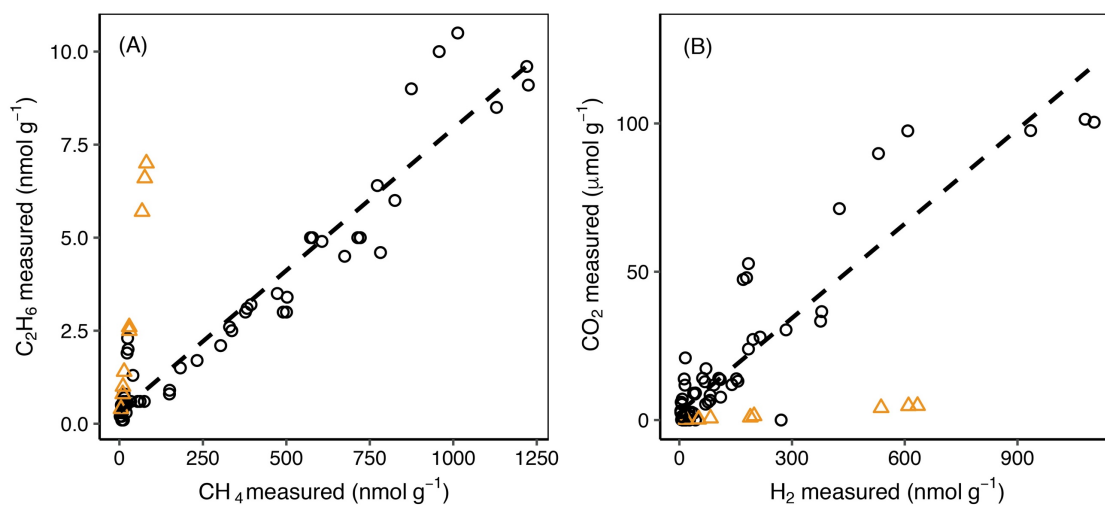 (A)
C₂H₆ measured (nmol g⁻¹)
10.0
7.5
5.0
2.5
0.0
0 250 500 750 1000 1250
CH₄ measured (nmol g⁻¹)
(B)
CO₂ measured (μmol g⁻¹)
100
50
0
0 300 600 900
H₂ measured (nmol g⁻¹)